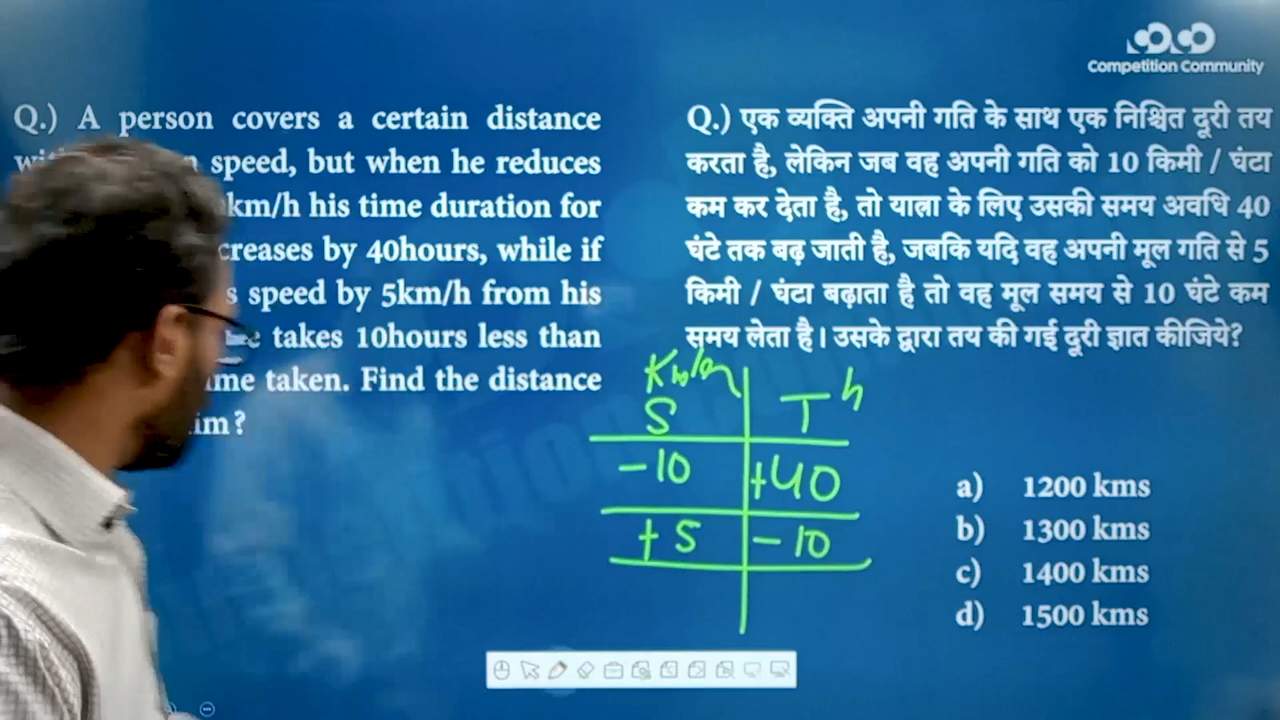 Competition Community
Q.) A person covers a certain distance
speed, but when he reduces
km/h his time duration for
creases by 40hours, while if
s speed by 5km/h from his
takes 10hours less than
me taken. Find the distance
im?
Q.) एक व्यक्ति अपनी गति के साथ एक निश्चित दूरी तय
करता है, लेकिन जब वह अपनी गति को 10 किमी / घंटा
कम कर देता है, तो यात्रा के लिए उसकी समय अवधि 40
घंटे तक बढ़ जाती है, जबकि यदि वह अपनी मूल गति से 5
किमी / घंटा बढ़ाता है तो वह मूल समय से 10 घंटे कम
समय लेता है। उसके द्वारा तय की गई दूरी ज्ञात कीजिये?
S T h
-10 +40
+5 -10
a) 1200 kms
b) 1300 kms
c) 1400 kms
d) 1500 kms